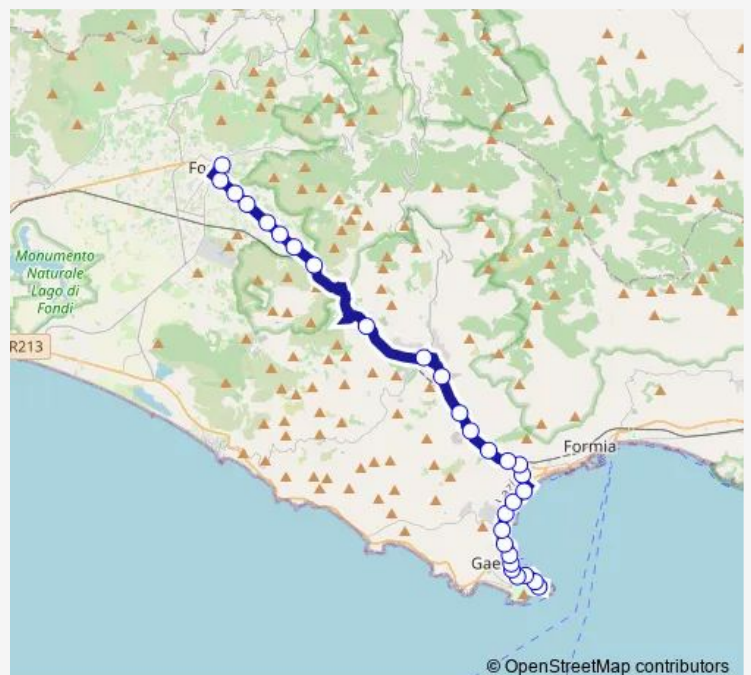 Fo
Monumento
Naturale
Lago di
Fondi
R213
Formia
Gae
© OpenStreetMap contributors